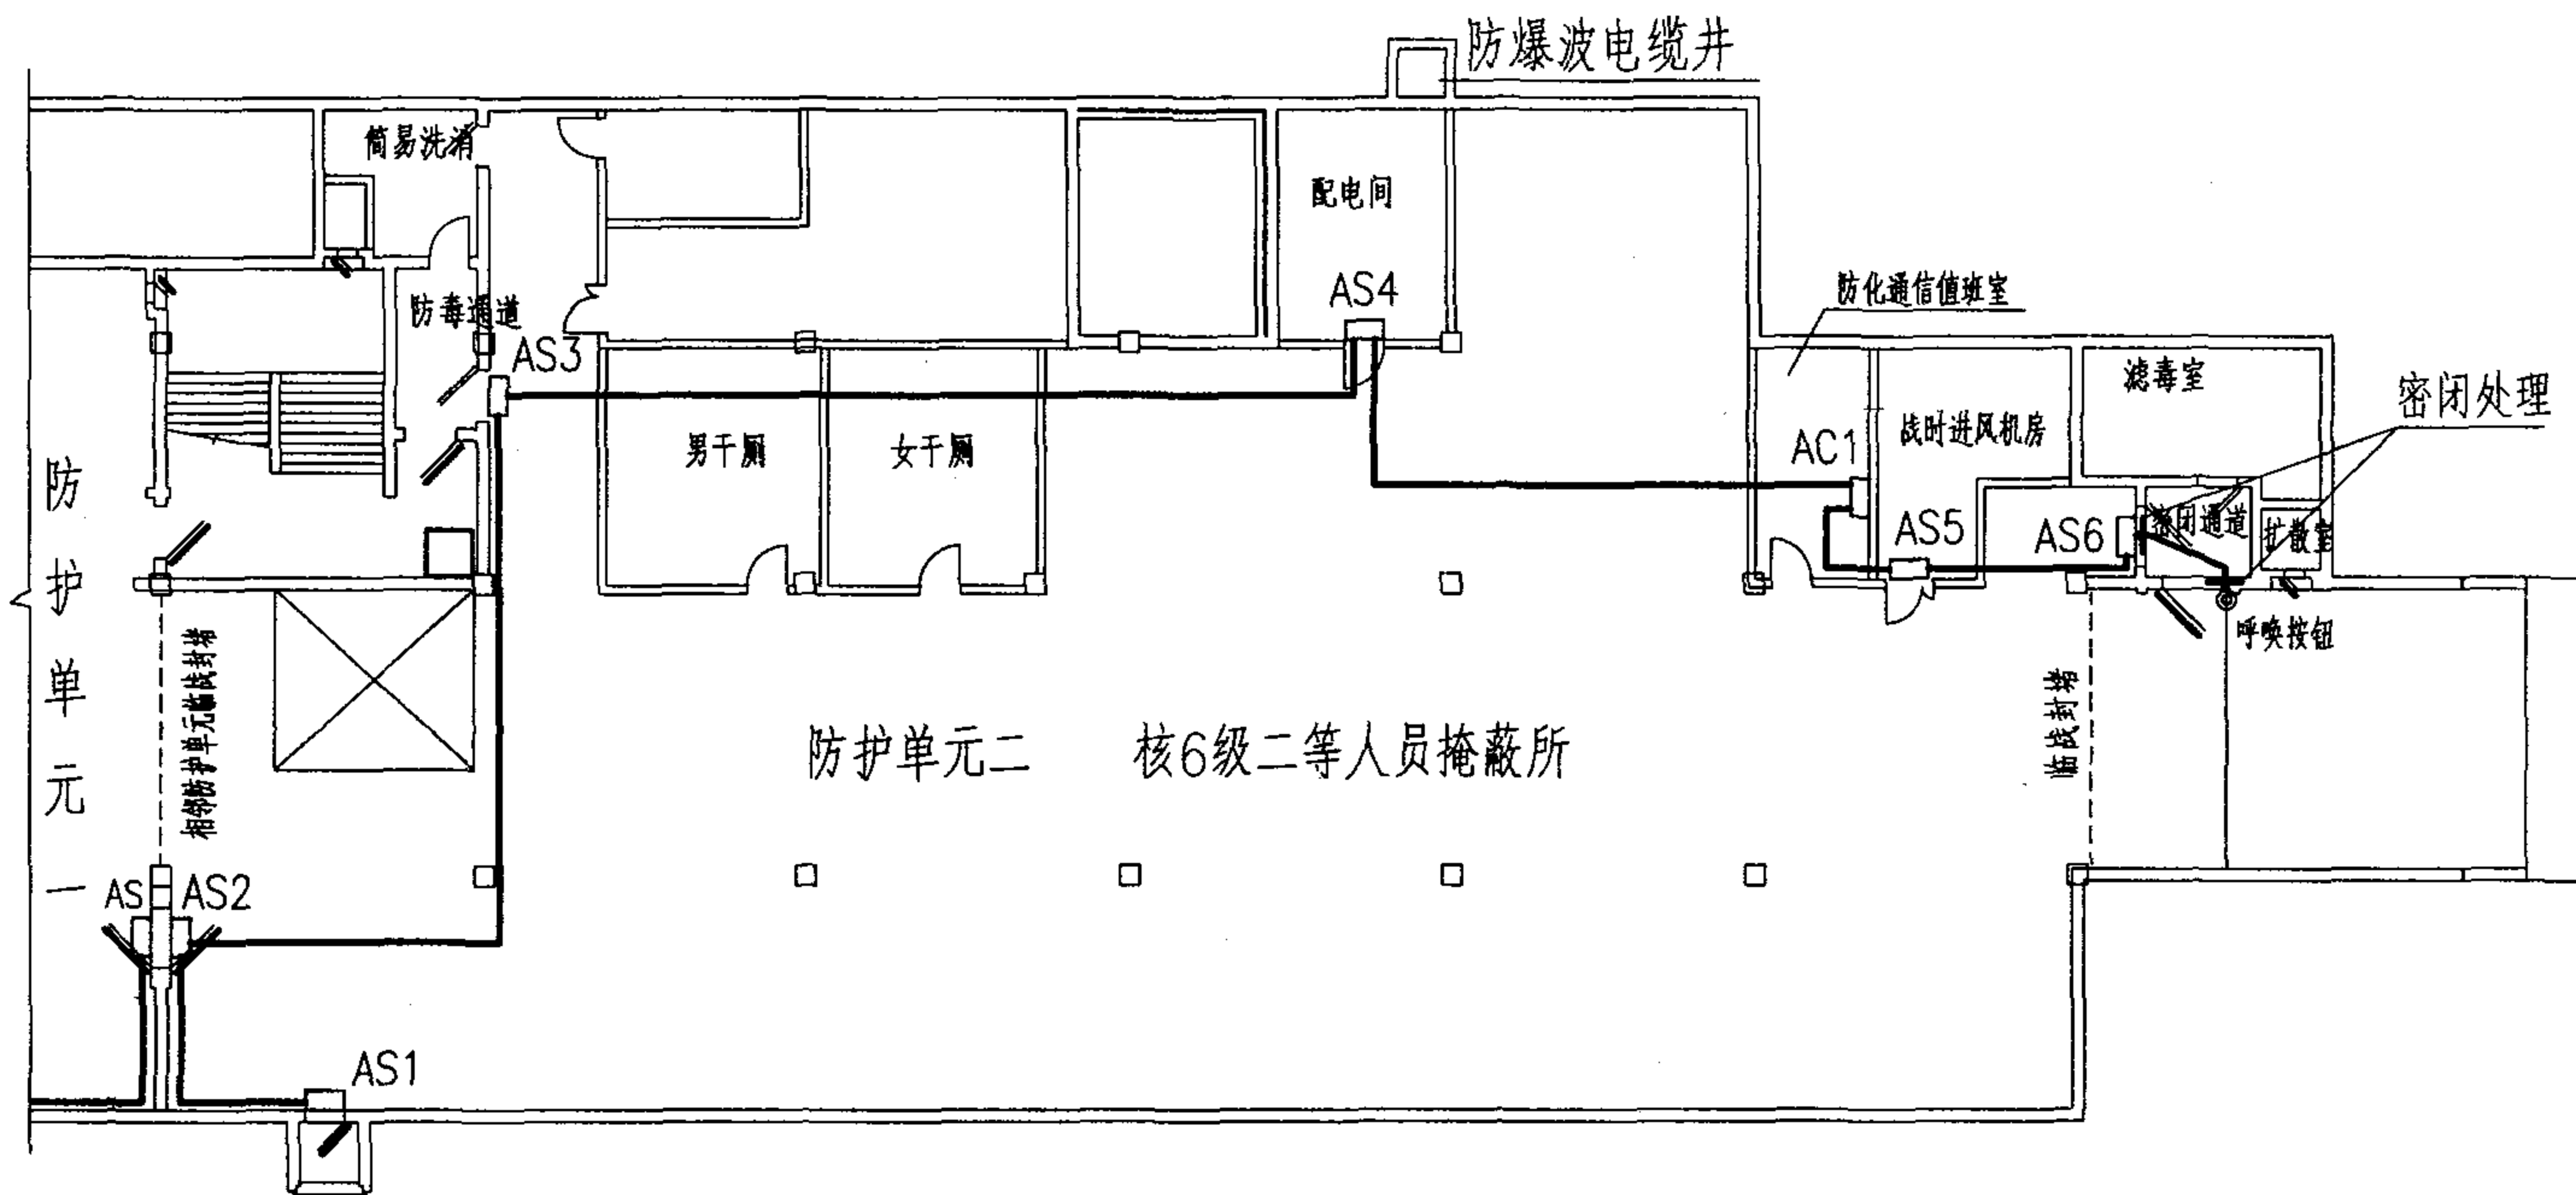 防爆波电缆井
简易洗消
配电间
防毒通道
AS3
AS4
防化通信值班室
滤毒室
密闭处理
战时进风机房
男干厕
女干厕
AC1
AS5
AS6
密闭通道
扩散室
呼唤按钮
防护单元一
相邻防护单元临战封堵
防护单元二
核6级二等人员掩蔽所
临战封堵
AS
AS2
AS1